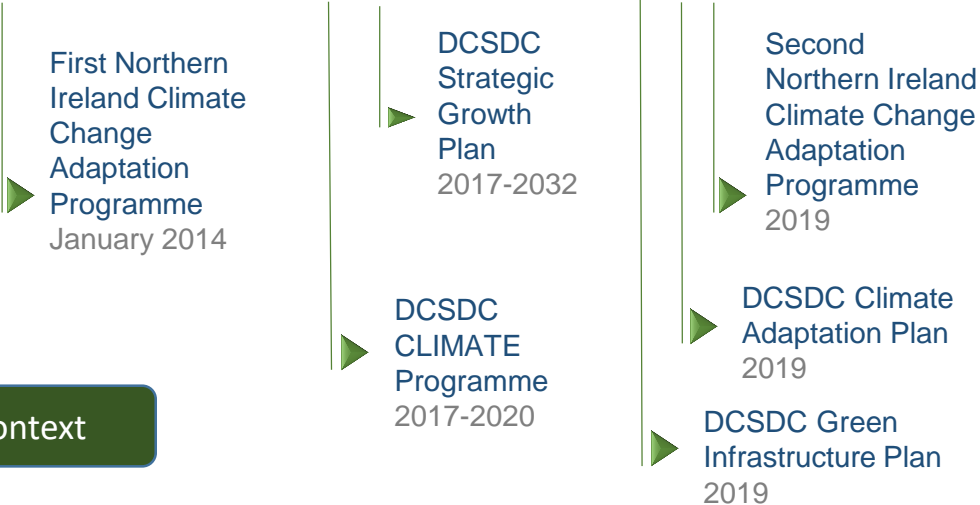 First Northern
Ireland Climate
Change
Adaptation
Programme
January 2014
DCSDC
Strategic
Growth
Plan
2017-2032
DCSDC
CLIMATE
Programme
2017-2020
Second
Northern Ireland
Climate Change
Adaptation
Programme
2019
DCSDC Climate
Adaptation Plan
2019
DCSDC Green
Infrastructure Plan
2019
ontext